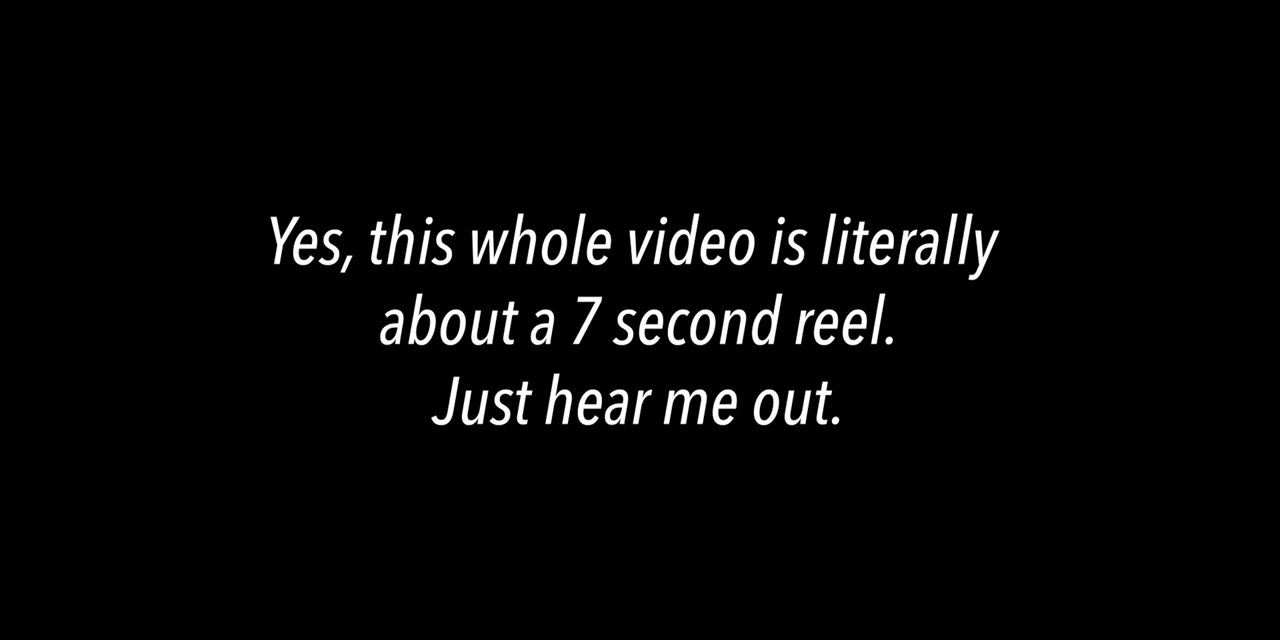 Yes, this whole video is literally
about a 7 second reel.
Just hear me out.